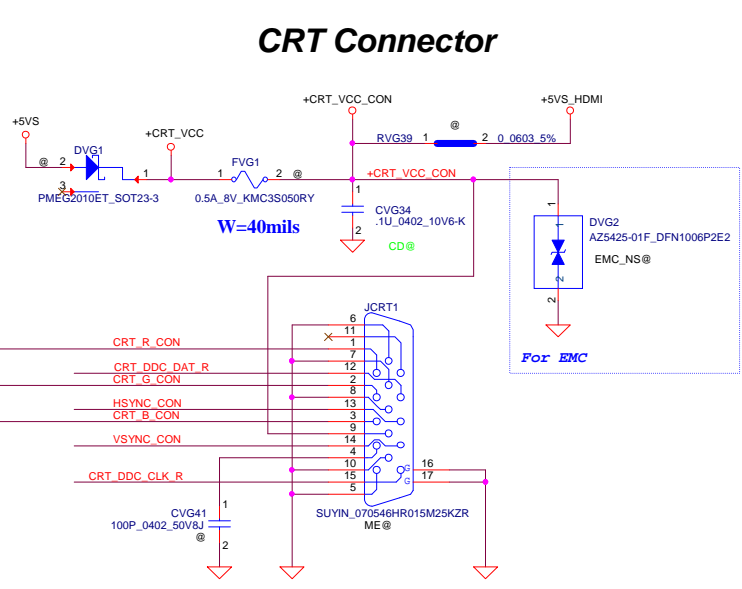 CRT Connector
+CRT_VCC_CON
+5VS_HDMI
+5VS
+CRT_VCC
@
RVG39 1 2 0_0603_5%
DVG1
@ 2 1
3
PMEG2010ET_SOT23-3
FVG1
1 2 @
0.5A_8V_KMC3S050RY
W=40mils
+CRT_VCC_CON
1
CVG34
.1U_0402_10V6-K
2
CD@
1
1
DVG2
AZ5425-01F_DFN1006P2E2
EMC_NS@
2
2
For EMC
JCRT1
6
11
CRT_R_CON 1
7
CRT_DDC_DAT_R 12
CRT_G_CON 2
8
HSYNC_CON 13
CRT_B_CON 3
9
VSYNC_CON 14
4
10
CRT_DDC_CLK_R 15
5
G 16
G 17
SUYIN_070546HR015M25KZR
ME@
1
CVG41
100P_0402_50V8J
@
2